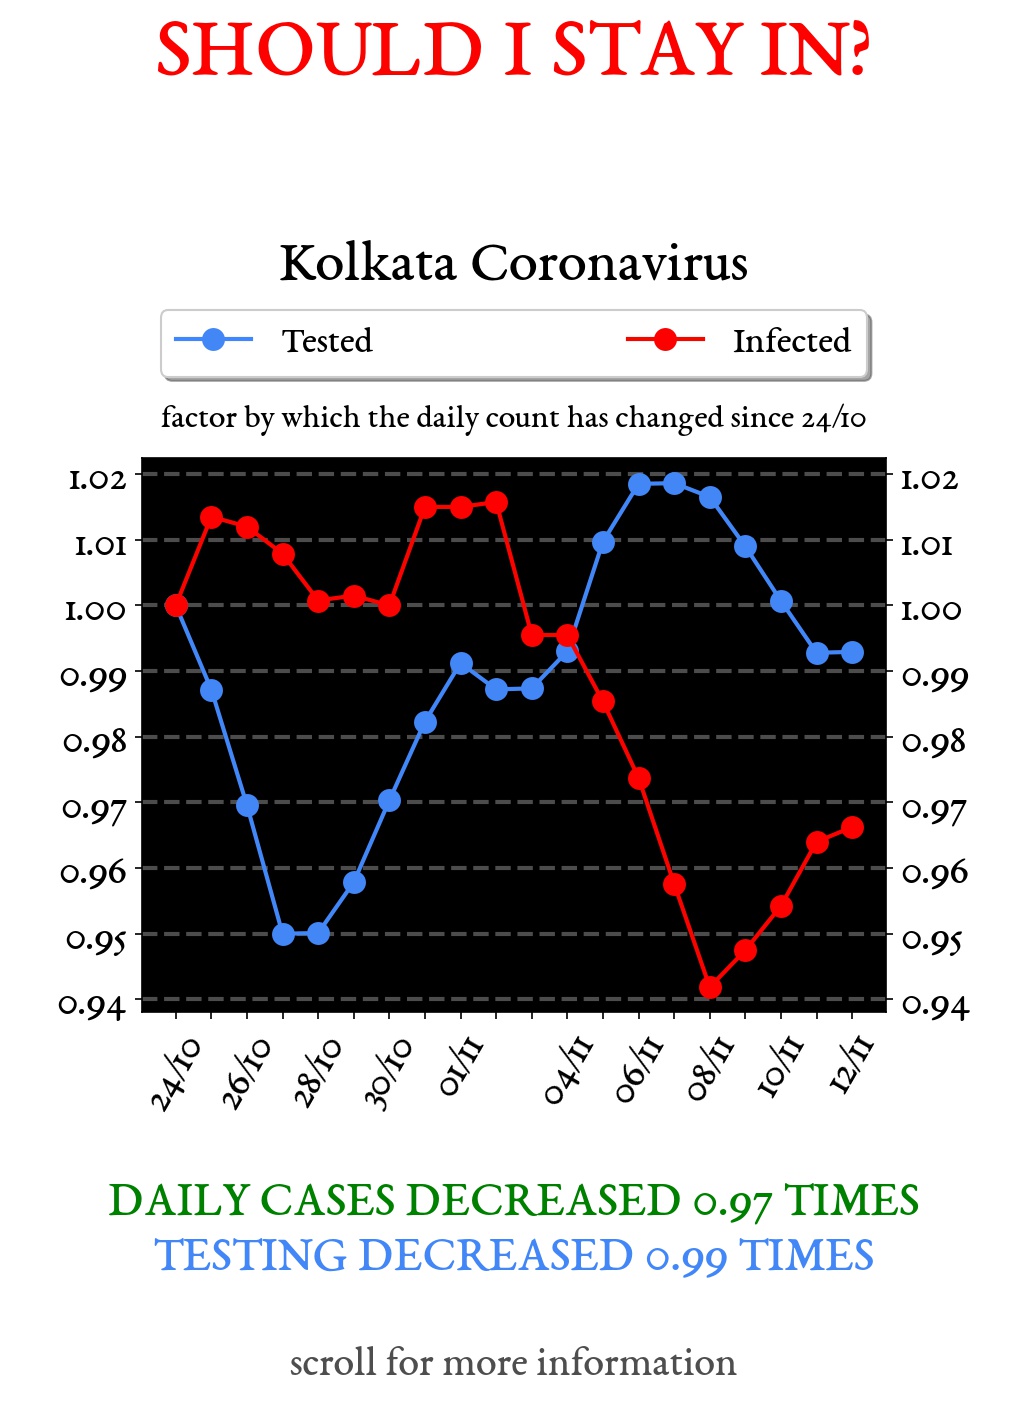 SHOULD I STAY IN?
Kolkata Coronavirus
Tested Infected
factor by which the daily count has changed since 24/10
1.02 1.02
1.01 1.01
1.00 1.00
0.99 0.99
0.98 0.98
0.97 0.97
0.96 0.96
0.95 0.95
0.94 0.94
24/10 26/10 28/10 30/10 01/11 04/11 06/11 08/11 10/11 12/11
DAILY CASES DECREASED 0.97 TIMES
TESTING DECREASED 0.99 TIMES
scroll for more information